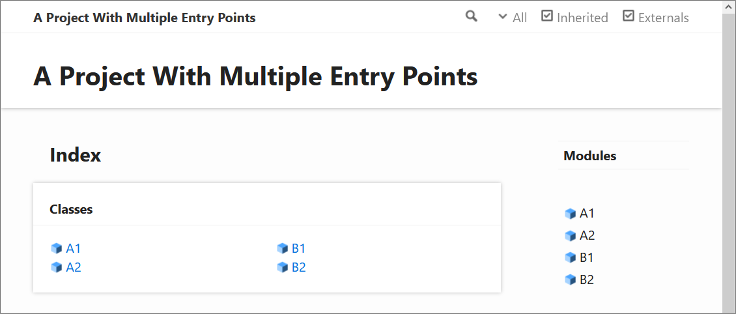 A Project With Multiple Entry Points
All Inherited Externals
A Project With Multiple Entry Points
Index
Classes
A1 B1
A2 B2
Modules
A1
A2
B1
B2